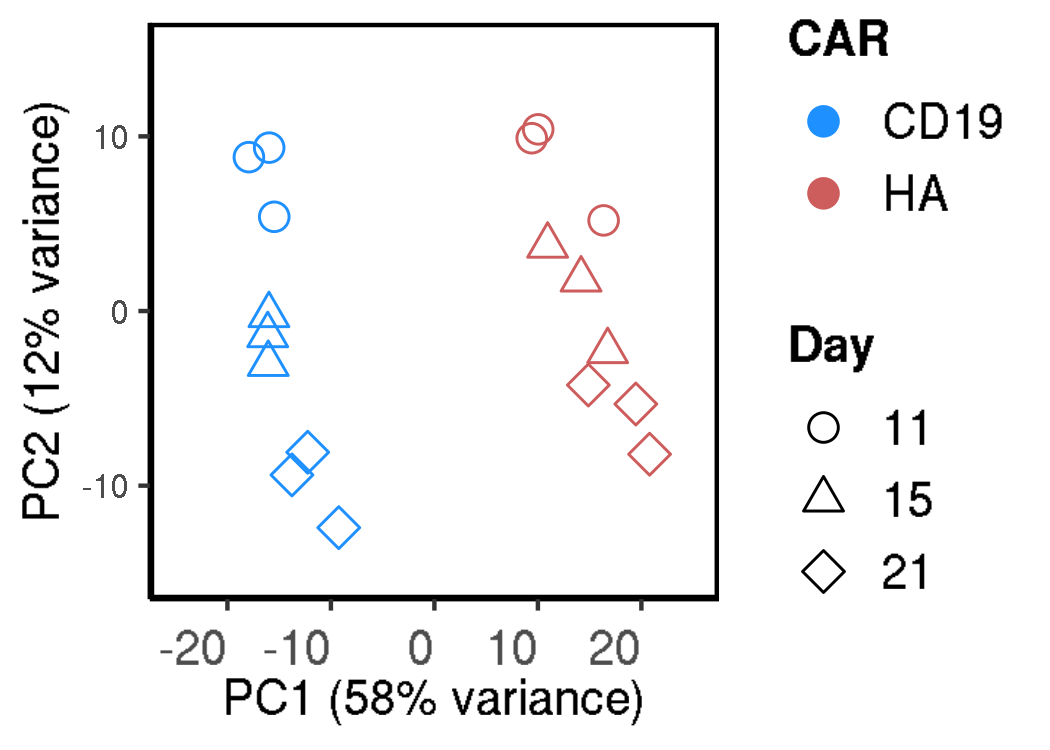 PC2 (12% variance)
10
0
-10
-20 -10 0 10 20
PC1 (58% variance)
CAR
CD19
HA
Day
11
15
21